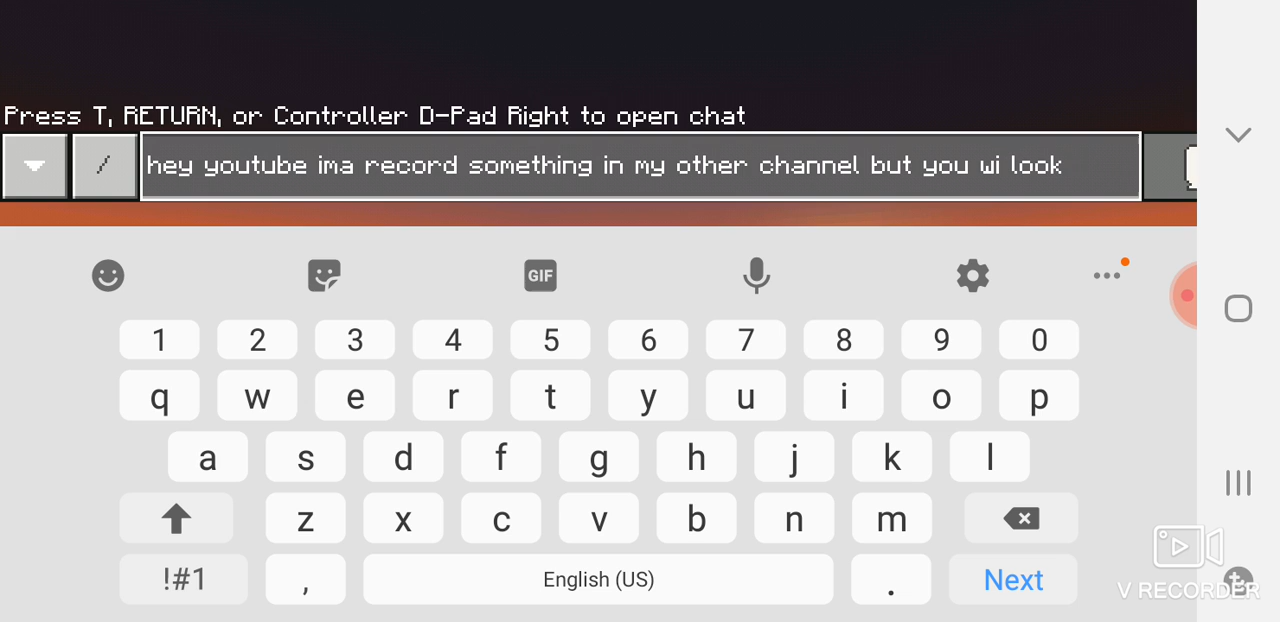 Press T, RETURN, or Controller D-Pad Right to open chat
/ hey youtube ima record something in my other channel but you wi look
GIF
1 2 3 4 5 6 7 8 9 0
q w e r t y u i o p
a s d f g h j k l
z x c v b n m
!#1 , English (US) . Next
V RECORDER